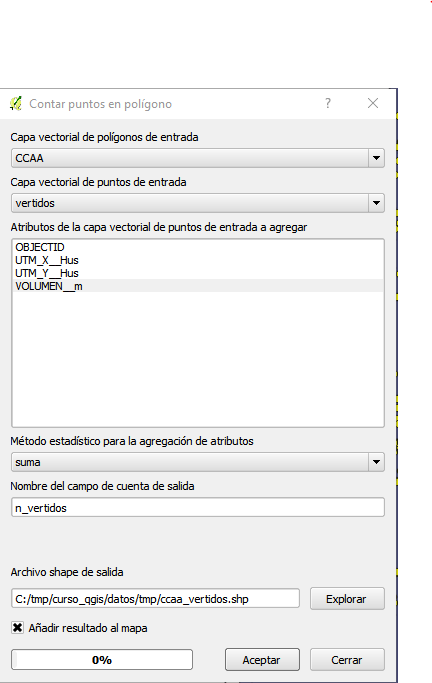 Contar puntos en polígono
Capa vectorial de polígonos de entrada
CCAA
Capa vectorial de puntos de entrada
vertidos
Atributos de la capa vectorial de puntos de entrada a agregar
OBJECTID
UTM_X__Hus
UTM_Y__Hus
VOLUMEN__m
Método estadístico para la agregación de atributos
suma
Nombre del campo de cuenta de salida
n_vertidos
Archivo shape de salida
C:/tmp/curso_qgis/datos/tmp/ccaa_vertidos.shp Explorar
Añadir resultado al mapa
0% Aceptar Cerrar